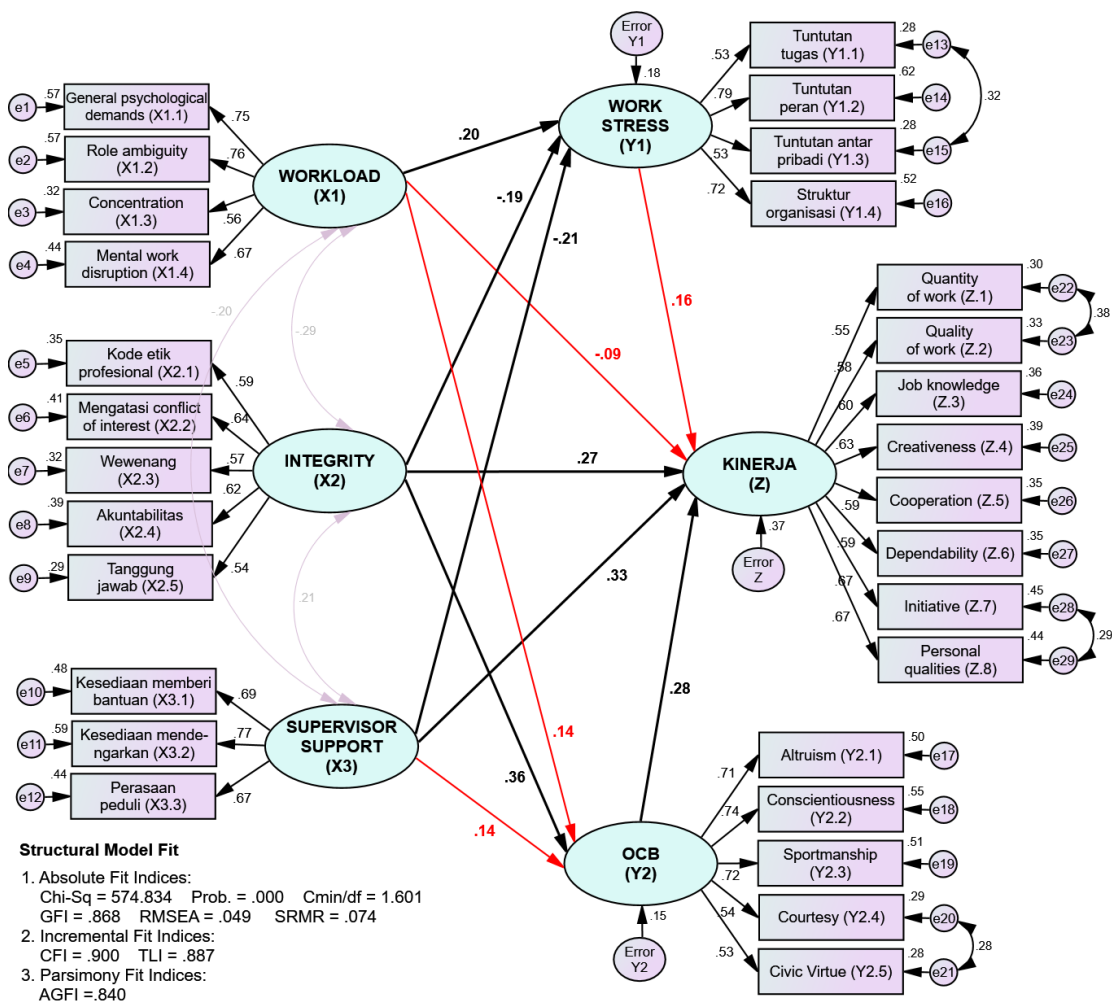 Error
Y1
.18
Tuntutan
tugas (Y1.1)
.28
e13
.53
Tuntutan
peran (Y1.2)
.62
e14
.79
.32
Tuntutan antar
pribadi (Y1.3)
.28
e15
.53
Struktur
organisasi (Y1.4)
.52
e16
.72
WORK
STRESS
(Y1)
e1
.57
General psychological
demands (X1.1)
.75
e2
.57
Role ambiguity
(X1.2)
.76
e3
.32
Concentration
(X1.3)
.56
e4
.44
Mental work
disruption (X1.4)
.67
WORKLOAD
(X1)
.20
-.19
-.21
.16
-.09
-.20
-.29
e5
.35
Kode etik
profesional (X2.1)
.59
e6
.41
Mengatasi conflict
of interest (X2.2)
.64
e7
.32
Wewenang
(X2.3)
.57
e8
.39
Akuntabilitas
(X2.4)
.62
e9
.29
Tanggung
jawab (X2.5)
.54
INTEGRITY
(X2)
.27
.33
.21
KINERJA
(Z)
.37
Error
Z
Quantity
of work (Z.1)
.30
e22
.55
.38
Quality
of work (Z.2)
.33
e23
.58
Job knowledge
(Z.3)
.36
e24
.60
Creativeness (Z.4)
.39
e25
.63
Cooperation (Z.5)
.35
e26
.59
Dependability (Z.6)
.35
e27
.59
Initiative (Z.7)
.45
e28
.67
.29
Personal
qualities (Z.8)
.44
e29
.67
e10
.48
Kesediaan memberi
bantuan (X3.1)
.69
e11
.59
Kesediaan mende-
ngarkan (X3.2)
.77
e12
.44
Perasaan
peduli (X3.3)
.67
SUPERVISOR
SUPPORT
(X3)
.28
.14
.36
.14
OCB
(Y2)
.15
Error
Y2
Altruism (Y2.1)
.50
e17
.71
Conscientiousness
(Y2.2)
.55
e18
.74
Sportmanship
(Y2.3)
.51
e19
.72
Courtesy (Y2.4)
.29
e20
.54
.28
Civic Virtue (Y2.5)
.28
e21
.53
Structural Model Fit
1. Absolute Fit Indices:
Chi-Sq = 574.834 Prob. = .000 Cmin/df = 1.601
GFI = .868 RMSEA = .049 SRMR = .074
2. Incremental Fit Indices:
CFI = .900 TLI = .887
3. Parsimony Fit Indices:
AGFI =.840